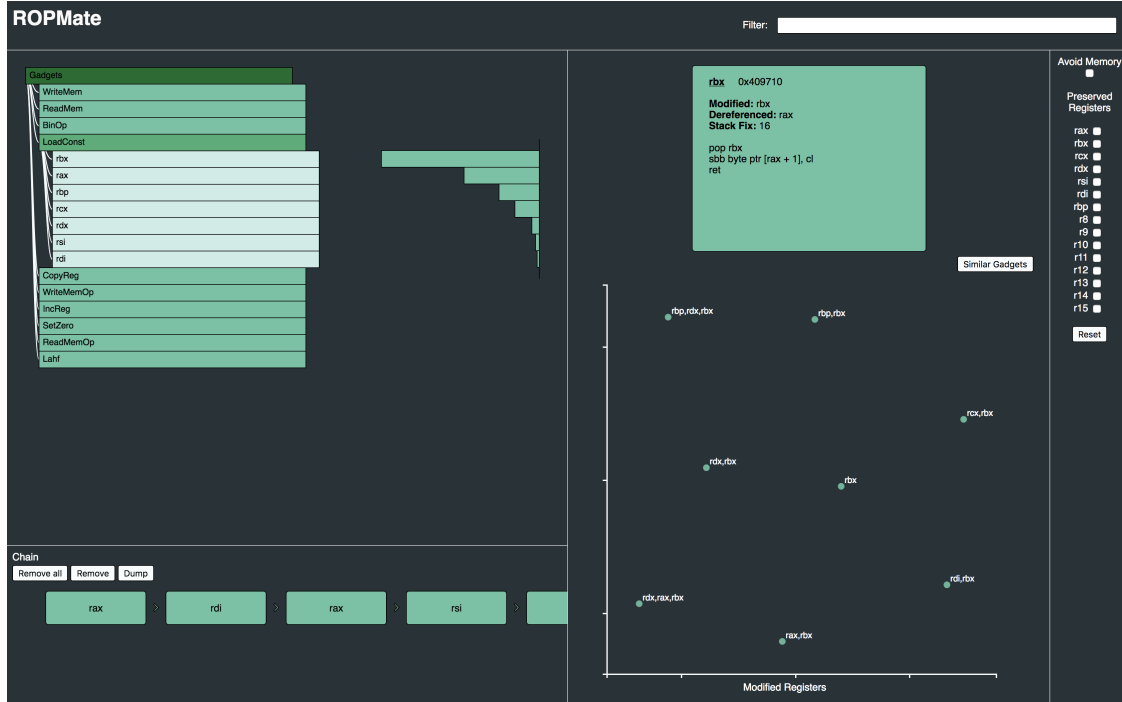 ROPMate
Filter:
Gadgets
WriteMem
ReadMem
BinOp
LoadConst
rbx
rax
rbp
rcx
rdx
rsi
rdi
CopyReg
WriteMemOp
IncReg
SetZero
ReadMemOp
Lahf
Chain
Remove all Remove Dump
rax rdi rax rsi
rbx 0x409710
Modified: rbx
Dereferenced: rax
Stack Fix: 16
pop rbx
sbb byte ptr [rax + 1], cl
ret
Similar Gadgets
rbp,rdx,rbx
rbp,rbx
rcx,rbx
rdx,rbx
rbx
rdi,rbx
rdx,rax,rbx
rax,rbx
Modified Registers
Avoid Memory
Preserved
Registers
rax
rbx
rcx
rdx
rsi
rdi
rbp
r8
r9
r10
r11
r12
r13
r14
r15
Reset